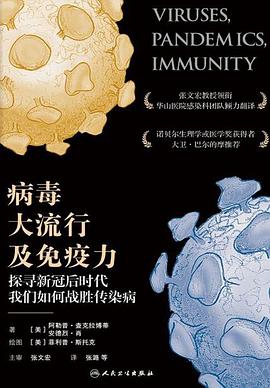 VIRUSES,
PANDEMICS,
IMMUNITY
张文宏教授领衔
华山医院感染科团队倾力翻译
诺贝尔生理学或医学奖获得者
大卫·巴尔的摩推荐
病毒
大流行
及免疫力
探寻新冠后时代
我们如何战胜传染病
著 [美] 阿勒普·查克拉博蒂
安德烈·肖
绘图 [美] 菲利普·斯托克
主审 张文宏 主译 张璐 等
人民卫生出版社